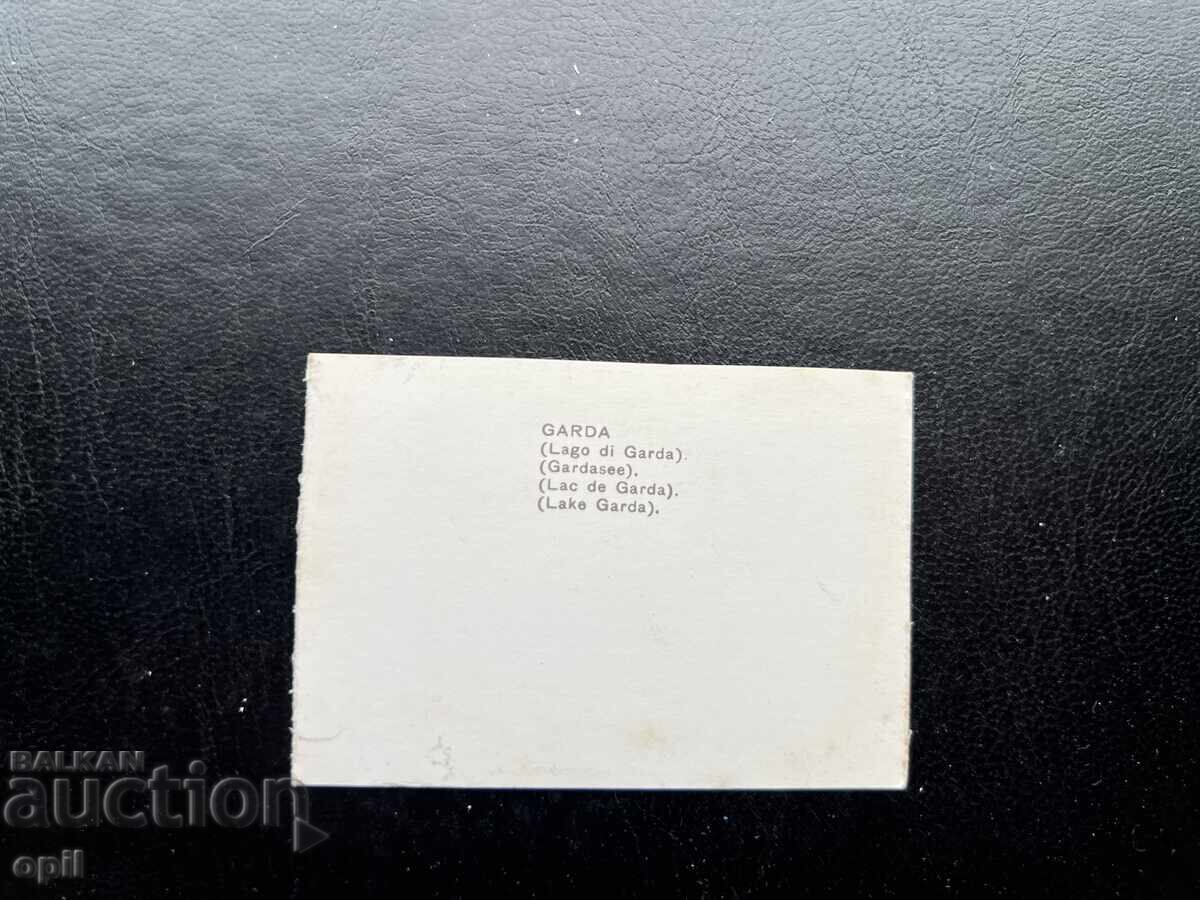 GARDA
(Lago di Garda).
(Gardasee).
(Lac de Garda).
(Lake Garda).
BALKAN
auction
opil